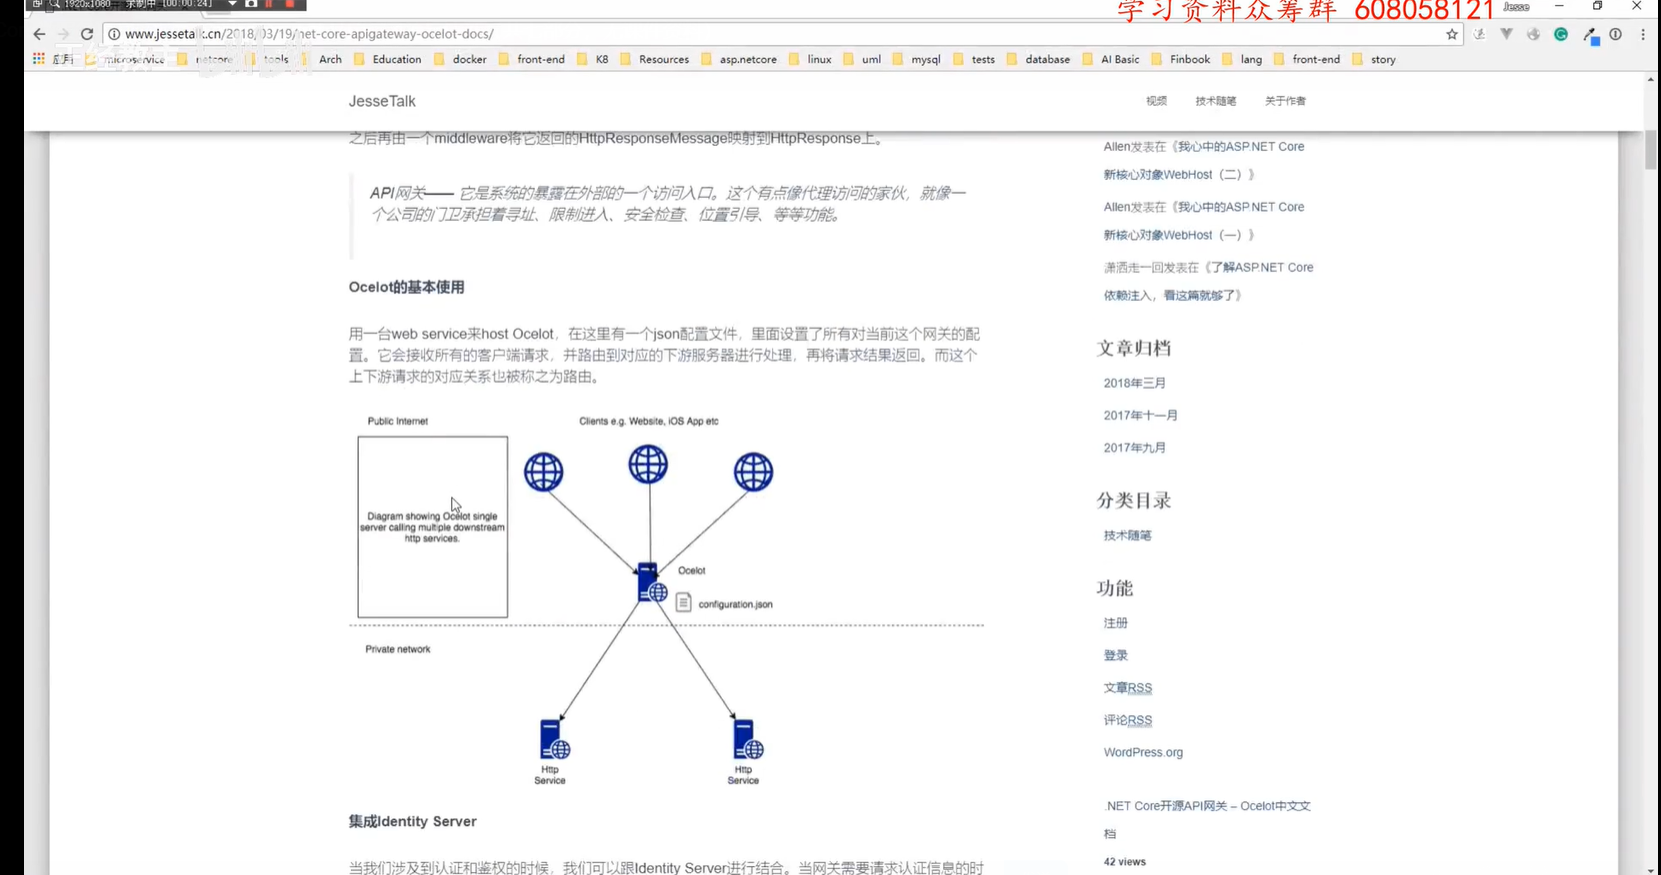 1920x1080 录制中 [00:00:24]
学习资料众筹群 608058121
Jesse
www.jessetalk.cn/2018/03/19/net-core-apigateway-ocelot-docs/
应用 microservice netcore tools Arch Education docker front-end K8 Resources asp.netcore linux uml mysql tests database AI Basic Finbook lang front-end story
JesseTalk
视频 技术随笔 关于作者
之后再由一个middleware将它返回的HttpResponseMessage映射到HttpResponse上。
API网关—— 它是系统的暴露在外部的一个访问入口。这个有点像代理访问的家伙，就像一
个公司的门卫承担着寻址、限制进入、安全检查、位置引导、等等功能。
Ocelot的基本使用
用一台web service来host Ocelot，在这里有一个json配置文件，里面设置了所有对当前这个网关的配
置。它会接收所有的客户端请求，并路由到对应的下游服务器进行处理，再将请求结果返回。而这个
上下游请求的对应关系也被称之为路由。
Public Internet
Clients e.g. Website, iOS App etc
Diagram showing Ocelot single
server calling multiple downstream
http services.
Ocelot
configuration.json
Private network
Http
Service
Http
Service
集成Identity Server
当我们涉及到认证和鉴权的时候，我们可以跟Identity Server进行结合。当网关需要请求认证信息的时
Allen发表在《我心中的ASP.NET Core
新核心对象WebHost（二）》
Allen发表在《我心中的ASP.NET Core
新核心对象WebHost（一）》
潇洒走一回发表在《了解ASP.NET Core
依赖注入，看这篇就够了》
文章归档
2018年三月
2017年十一月
2017年九月
分类目录
技术随笔
功能
注册
登录
文章RSS
评论RSS
WordPress.org
.NET Core开源API网关 – Ocelot中文文
档
42 views